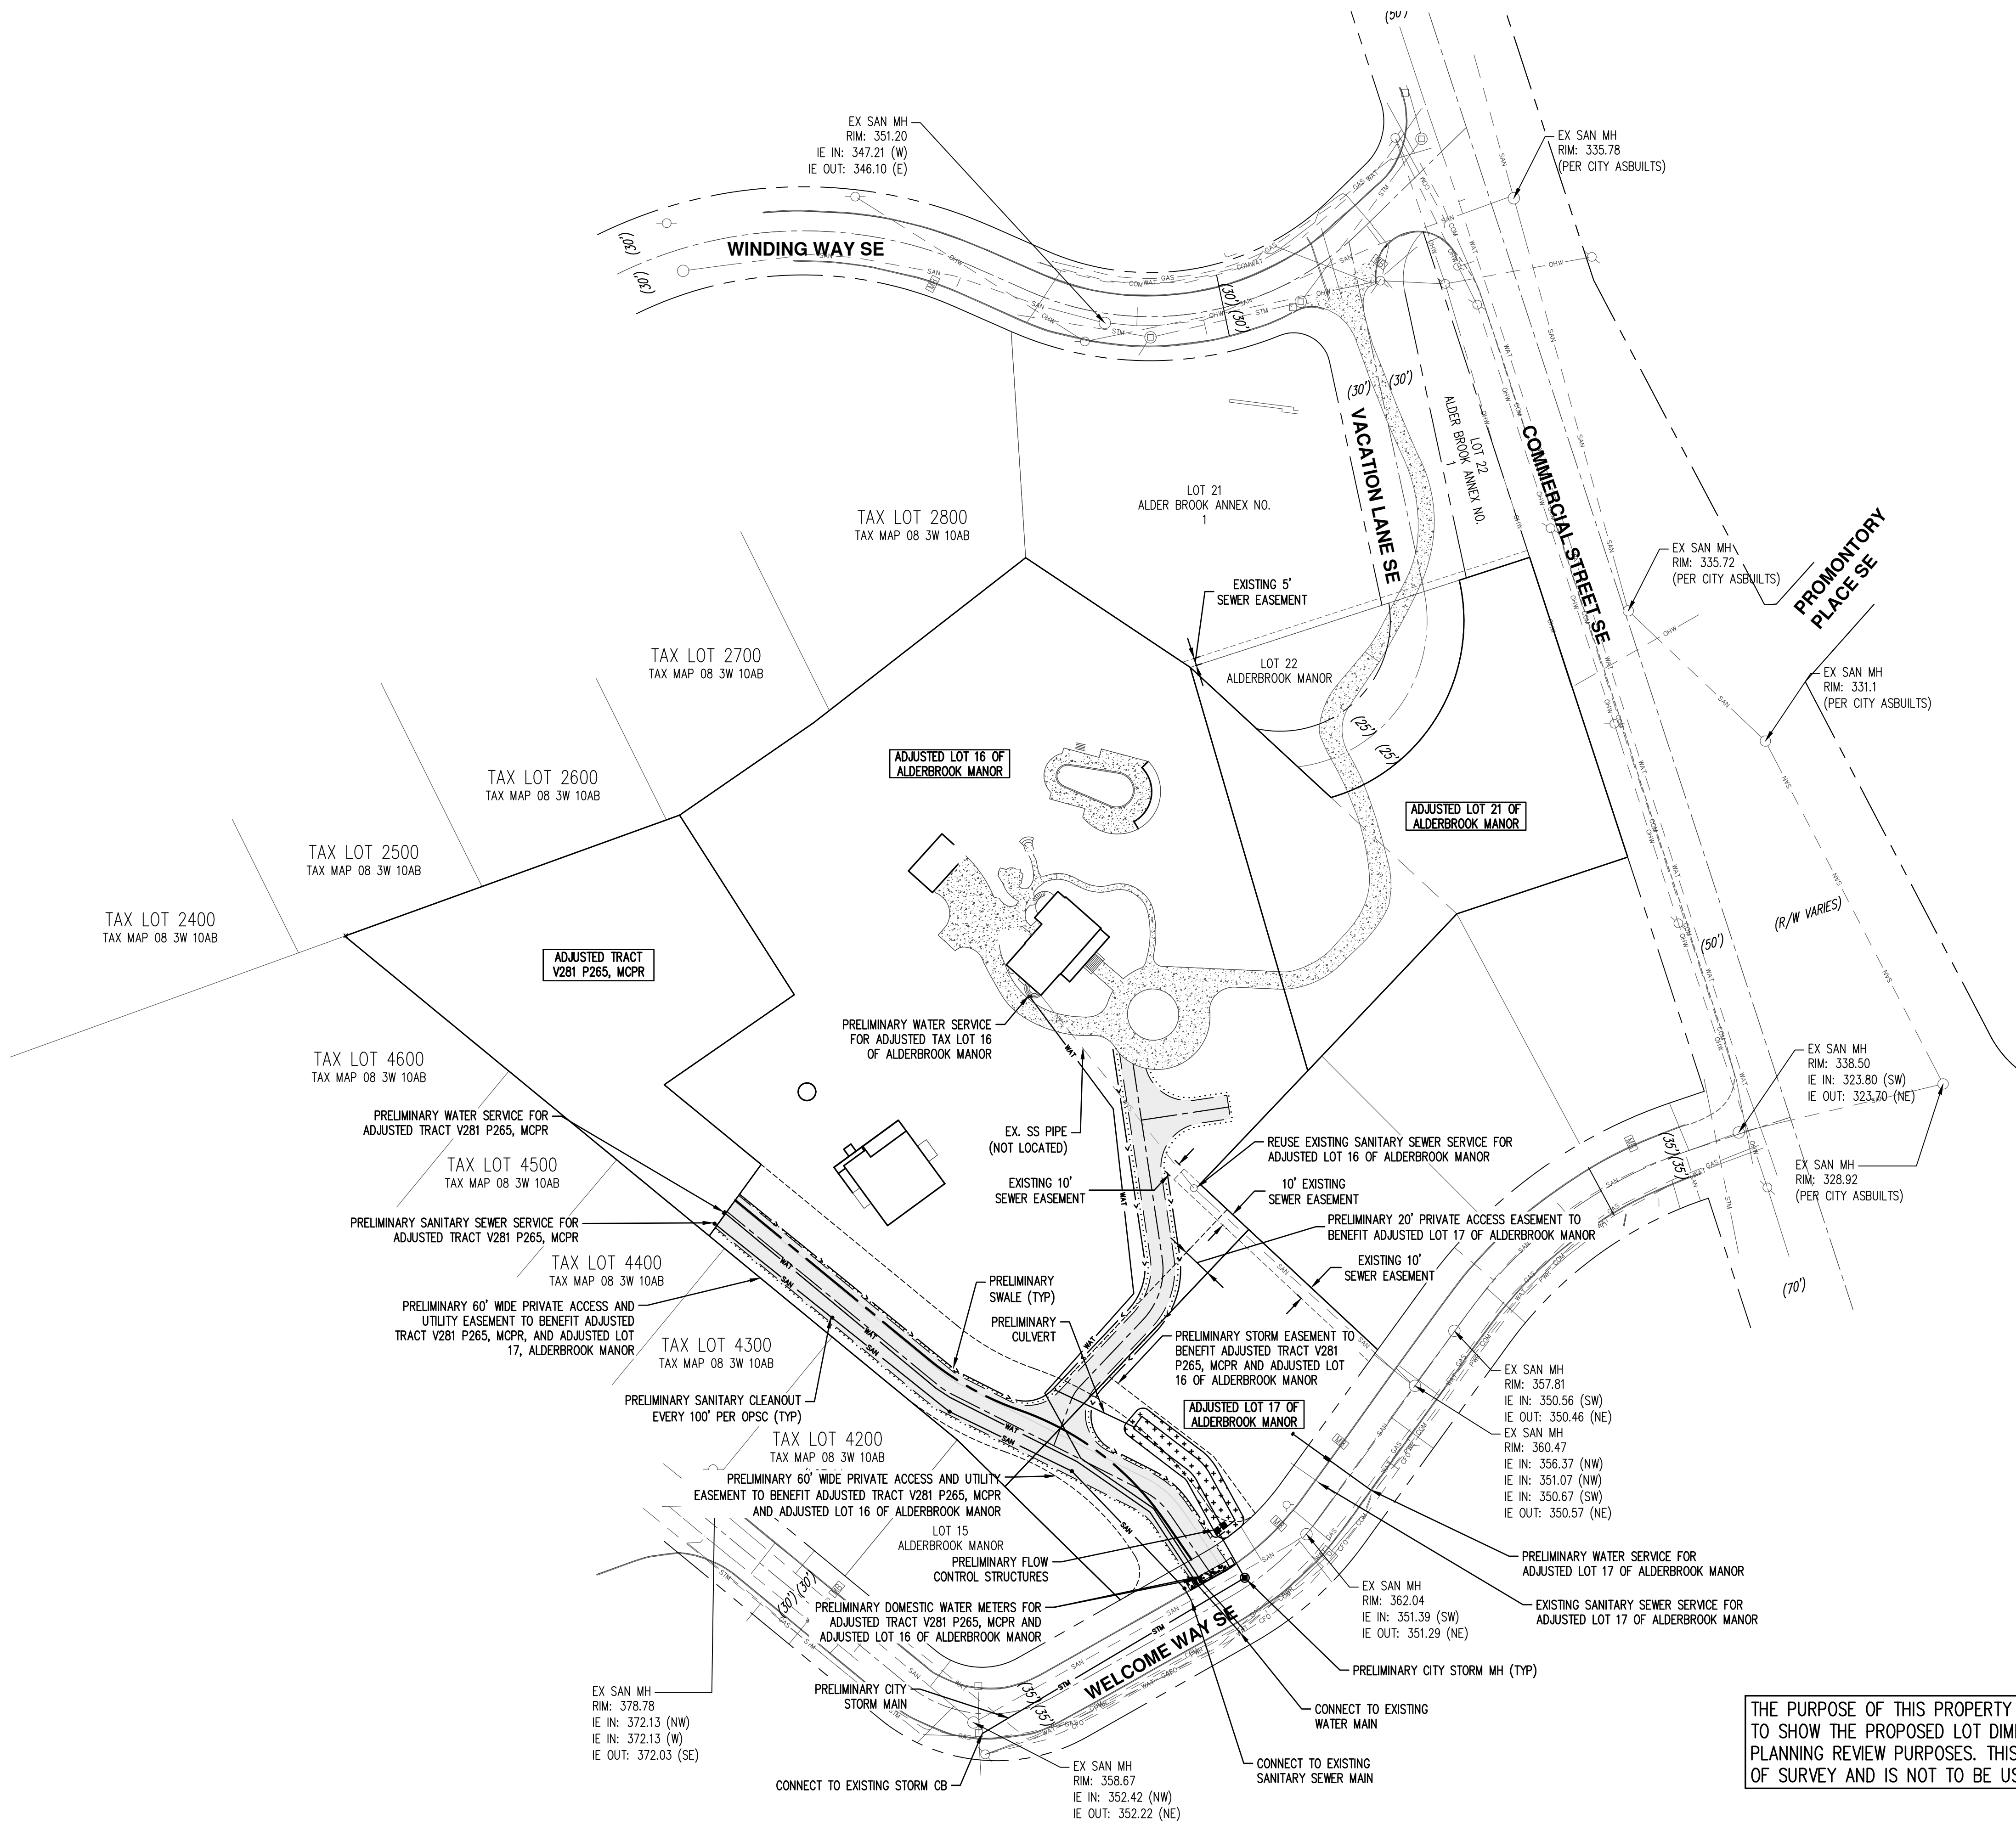 (50')
EX SAN MH
RIM: 351.20
IE IN: 347.21 (W)
IE OUT: 346.10 (E)
EX SAN MH
RIM: 335.78
(PER CITY ASBUILTS)
WINDING WAY SE
(30')
(30')
(30')
(30')
(30')
(30')
VACATION LANE SE
LOT 22
ALDER BROOK ANNEX NO.
1
COMMERCIAL STREET SE
LOT 21
ALDER BROOK ANNEX NO.
1
TAX LOT 2800
TAX MAP 08 3W 10AB
PROMONTORY
PLACE SE
EX SAN MH
RIM: 335.72
(PER CITY ASBUILTS)
EXISTING 5'
SEWER EASEMENT
TAX LOT 2700
TAX MAP 08 3W 10AB
LOT 22
ALDERBROOK MANOR
EX SAN MH
RIM: 331.1
(PER CITY ASBUILTS)
(25')
(25')
ADJUSTED LOT 16 OF
ALDERBROOK MANOR
TAX LOT 2600
TAX MAP 08 3W 10AB
ADJUSTED LOT 21 OF
ALDERBROOK MANOR
TAX LOT 2500
TAX MAP 08 3W 10AB
TAX LOT 2400
TAX MAP 08 3W 10AB
(R/W VARIES)
(50')
ADJUSTED TRACT
V281 P265, MCPR
PRELIMINARY WATER SERVICE
FOR ADJUSTED TAX LOT 16
OF ALDERBROOK MANOR
TAX LOT 4600
TAX MAP 08 3W 10AB
EX SAN MH
RIM: 338.50
IE IN: 323.80 (SW)
IE OUT: 323.70 (NE)
PRELIMINARY WATER SERVICE FOR
ADJUSTED TRACT V281 P265, MCPR
EX. SS PIPE
(NOT LOCATED)
REUSE EXISTING SANITARY SEWER SERVICE FOR
ADJUSTED LOT 16 OF ALDERBROOK MANOR
(35')
(35')
TAX LOT 4500
TAX MAP 08 3W 10AB
EX SAN MH
RIM: 328.92
(PER CITY ASBUILTS)
EXISTING 10'
SEWER EASEMENT
10' EXISTING
SEWER EASEMENT
PRELIMINARY SANITARY SEWER SERVICE FOR
ADJUSTED TRACT V281 P265, MCPR
PRELIMINARY 20' PRIVATE ACCESS EASEMENT TO
BENEFIT ADJUSTED LOT 17 OF ALDERBROOK MANOR
TAX LOT 4400
TAX MAP 08 3W 10AB
EXISTING 10'
SEWER EASEMENT
(70')
PRELIMINARY
SWALE (TYP)
PRELIMINARY 60' WIDE PRIVATE ACCESS AND
UTILITY EASEMENT TO BENEFIT ADJUSTED
TRACT V281 P265, MCPR, AND ADJUSTED LOT
17, ALDERBROOK MANOR
PRELIMINARY
CULVERT
TAX LOT 4300
TAX MAP 08 3W 10AB
PRELIMINARY STORM EASEMENT TO
BENEFIT ADJUSTED TRACT V281
P265, MCPR AND ADJUSTED LOT
16 OF ALDERBROOK MANOR
EX SAN MH
RIM: 357.81
IE IN: 350.56 (SW)
IE OUT: 350.46 (NE)
PRELIMINARY SANITARY CLEANOUT
EVERY 100' PER OPSC (TYP)
ADJUSTED LOT 17 OF
ALDERBROOK MANOR
EX SAN MH
RIM: 360.47
IE IN: 356.37 (NW)
IE IN: 351.07 (NW)
IE IN: 350.67 (SW)
IE OUT: 350.57 (NE)
TAX LOT 4200
TAX MAP 08 3W 10AB
PRELIMINARY 60' WIDE PRIVATE ACCESS AND UTILITY
EASEMENT TO BENEFIT ADJUSTED TRACT V281 P265, MCPR
AND ADJUSTED LOT 16 OF ALDERBROOK MANOR
LOT 15
ALDERBROOK MANOR
PRELIMINARY FLOW
CONTROL STRUCTURES
PRELIMINARY WATER SERVICE FOR
ADJUSTED LOT 17 OF ALDERBROOK MANOR
EX SAN MH
RIM: 362.04
IE IN: 351.39 (SW)
IE OUT: 351.29 (NE)
EXISTING SANITARY SEWER SERVICE FOR
ADJUSTED LOT 17 OF ALDERBROOK MANOR
(30')
(30')
PRELIMINARY DOMESTIC WATER METERS FOR
ADJUSTED TRACT V281 P265, MCPR AND
ADJUSTED LOT 16 OF ALDERBROOK MANOR
WELCOME WAY SE
PRELIMINARY CITY STORM MH (TYP)
(35')
(35')
PRELIMINARY CITY
STORM MAIN
EX SAN MH
RIM: 378.78
IE IN: 372.13 (NW)
IE IN: 372.13 (W)
IE OUT: 372.03 (SE)
CONNECT TO EXISTING
WATER MAIN
CONNECT TO EXISTING
SANITARY SEWER MAIN
CONNECT TO EXISTING STORM CB
EX SAN MH
RIM: 358.67
IE IN: 352.42 (NW)
IE OUT: 352.22 (NE)
THE PURPOSE OF THIS PROPERTY
TO SHOW THE PROPOSED LOT
PLANNING REVIEW PURPOSES.
OF SURVEY AND IS NOT TO BE